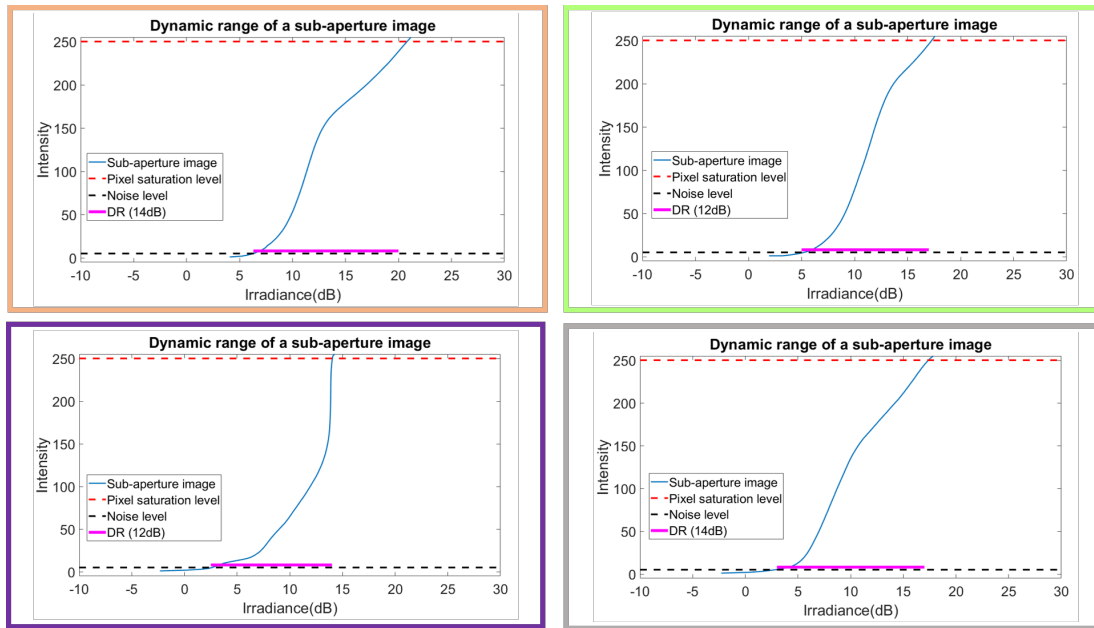 Dynamic range of a sub-aperture image
250
200
150
100
50
0
Intensity
Sub-aperture image
Pixel saturation level
Noise level
DR (14dB)
-10 -5 0 5 10 15 20 25 30
Irradiance(dB)
Dynamic range of a sub-aperture image
250
200
150
100
50
0
Intensity
Sub-aperture image
Pixel saturation level
Noise level
DR (12dB)
-10 -5 0 5 10 15 20 25 30
Irradiance(dB)
Dynamic range of a sub-aperture image
250
200
150
100
50
0
Intensity
Sub-aperture image
Pixel saturation level
Noise level
DR (12dB)
-10 -5 0 5 10 15 20 25 30
Irradiance(dB)
Dynamic range of a sub-aperture image
250
200
150
100
50
0
Intensity
Sub-aperture image
Pixel saturation level
Noise level
DR (14dB)
-10 -5 0 5 10 15 20 25 30
Irradiance(dB)